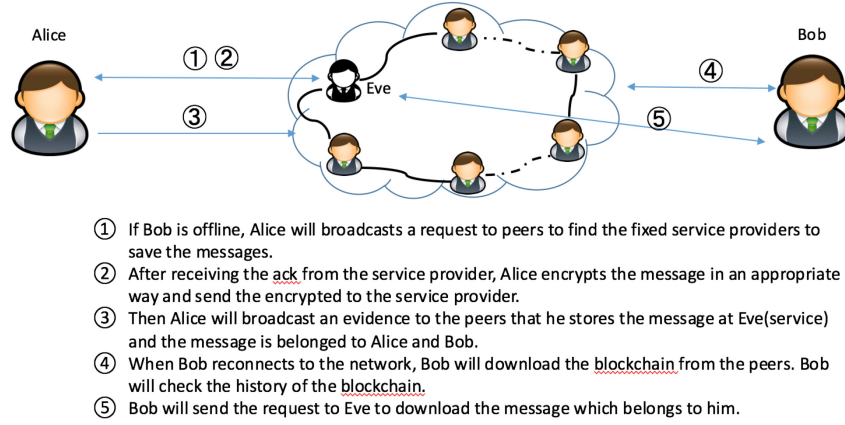 Alice
Bob
① ②
④
Eve
③
⑤
① If Bob is offline, Alice will broadcasts a request to peers to find the fixed service providers to
save the messages.
② After receiving the ack from the service provider, Alice encrypts the message in an appropriate
way and send the encrypted to the service provider.
③ Then Alice will broadcast an evidence to the peers that he stores the message at Eve(service)
and the message is belonged to Alice and Bob.
④ When Bob reconnects to the network, Bob will download the blockchain from the peers. Bob
will check the history of the blockchain.
⑤ Bob will send the request to Eve to download the message which belongs to him.